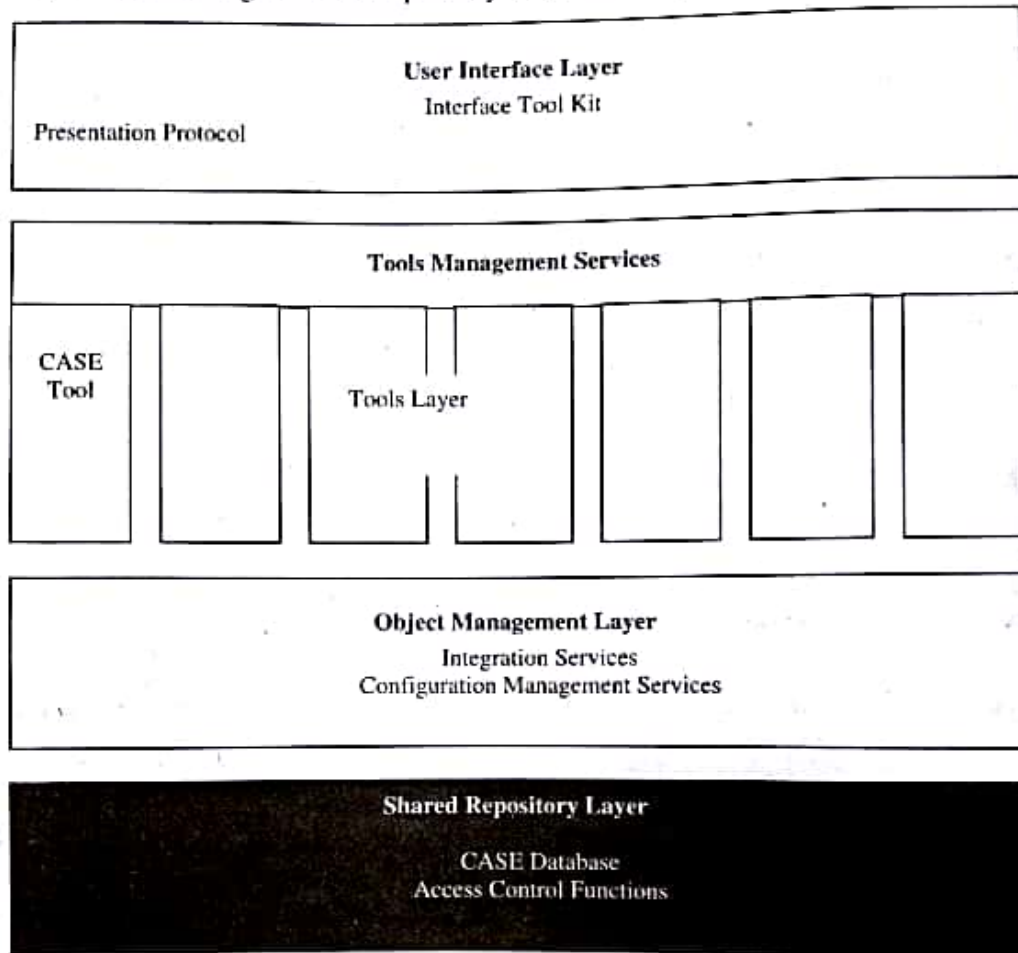 User Interface Layer
Interface Tool Kit
Presentation Protocol
Tools Management Services
CASE
Tool
Tools Layer
Object Management Layer
Integration Services
Configuration Management Services
Shared Repository Layer
CASE Database
Access Control Functions